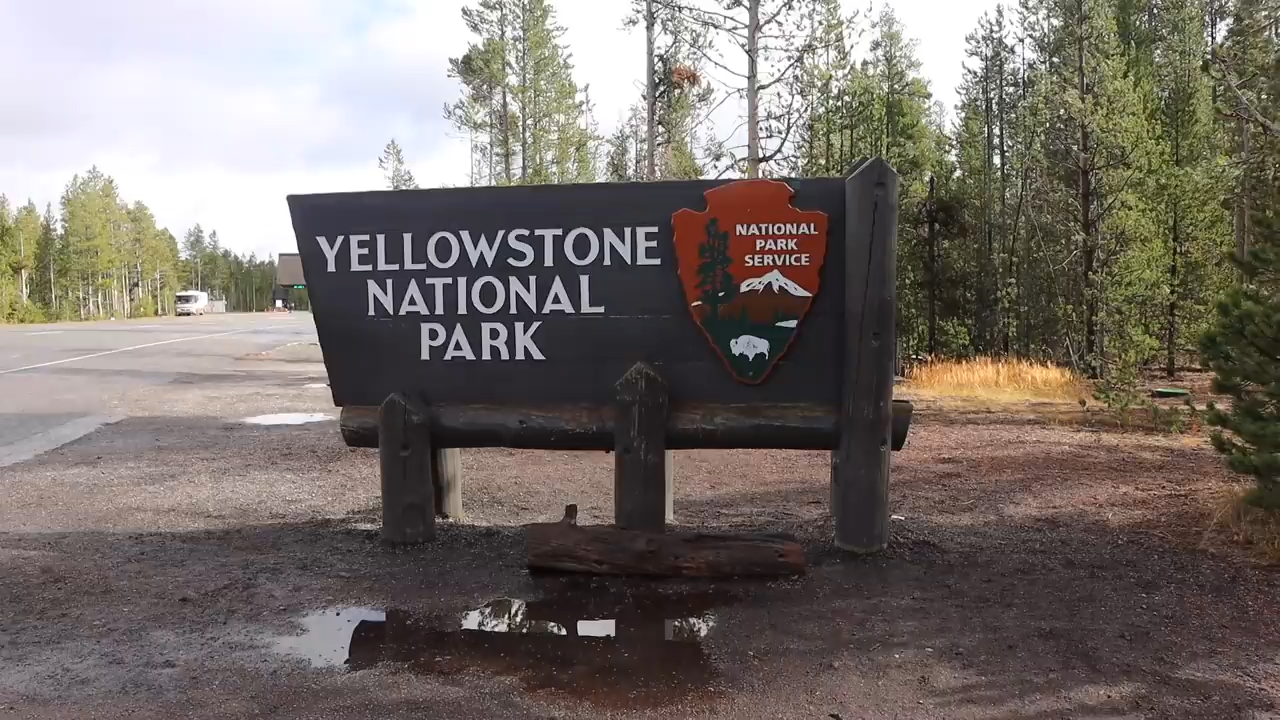 YELLOWSTONE
NATIONAL
PARK
NATIONAL
PARK
SERVICE